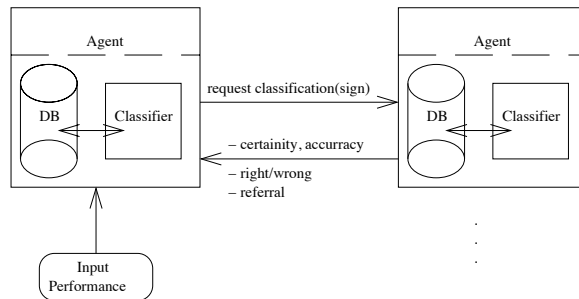 Agent
Agent
request classification(sign)
DB
Classifier
DB
Classifier
– certainity, accurracy
– right/wrong
– referral
Input
Performance